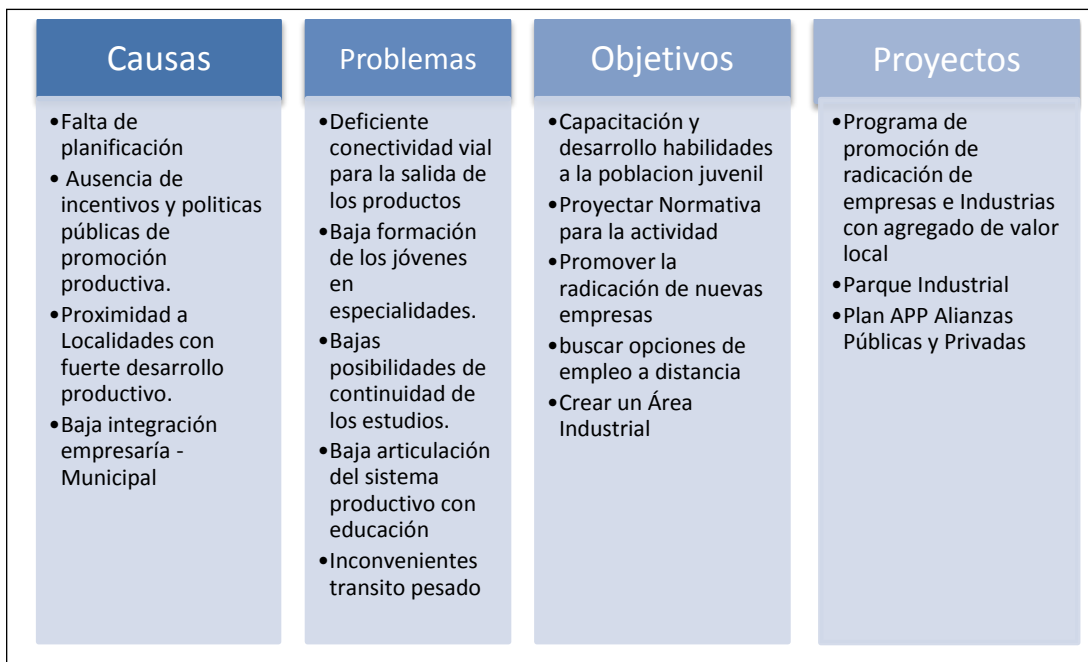 Causas
•Falta de
planificación
• Ausencia de
incentivos y politicas
públicas de
promoción
productiva.
•Proximidad a
Localidades con
fuerte desarrollo
productivo.
•Baja integración
empresaría -
Municipal
Problemas
•Deficiente
conectividad vial
para la salida de
los productos
•Baja formación
de los jóvenes
en
especialidades.
•Bajas
posibilidades de
continuidad de
los estudios.
•Baja articulación
del sistema
productivo con
educación
•Inconvenientes
transito pesado
Objetivos
•Capacitación y
desarrollo habilidades
a la poblacion juvenil
•Proyectar Normativa
para la actividad
•Promover la
radicación de nuevas
empresas
•buscar opciones de
empleo a distancia
•Crear un Área
Industrial
Proyectos
•Programa de
promoción de
radicación de
empresas e Industrias
con agregado de valor
local
•Parque Industrial
•Plan APP Alianzas
Públicas y Privadas